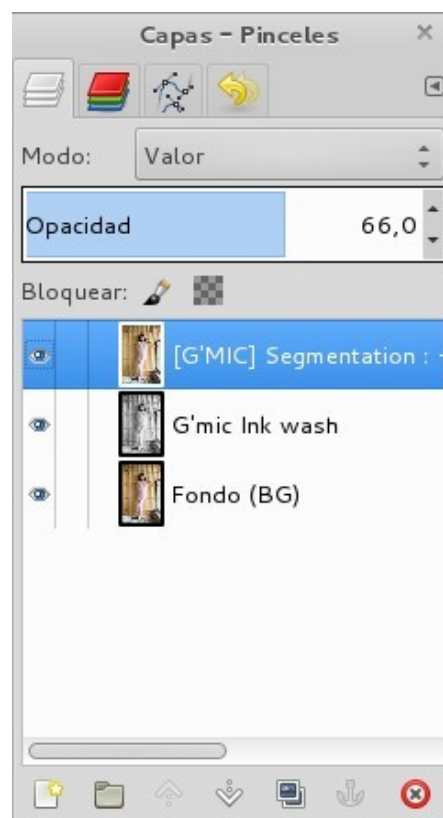 Capas - Pinceles
Modo: Valor
Opacidad 66,0
Bloquear:
[G'MIC] Segmentation : -
G'mic Ink wash
Fondo (BG)